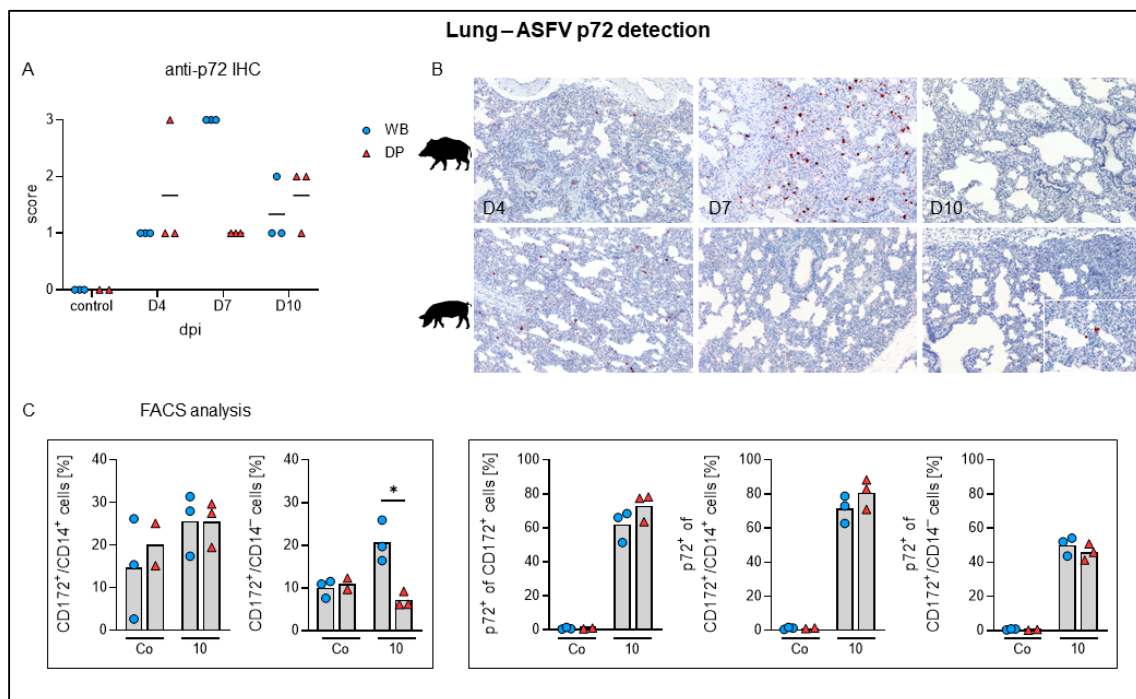 Lung – ASFV p72 detection
A
anti-p72 IHC
3
2
1
0
score
control
D4
D7
D10
dpi
WB
DP
B
D4
D7
D10
C
FACS analysis
CD172⁺/CD14⁺ cells [%]
40
30
20
10
0
Co
10
CD172⁺/CD14⁻ cells [%]
40
30
20
10
0
*
Co
10
p72⁺ of CD172⁺ cells [%]
100
80
60
40
20
0
Co
10
p72⁺ of
CD172⁺/CD14⁺ cells [%]
100
80
60
40
20
0
Co
10
p72⁺ of
CD172⁺/CD14⁻ cells [%]
100
80
60
40
20
0
Co
10